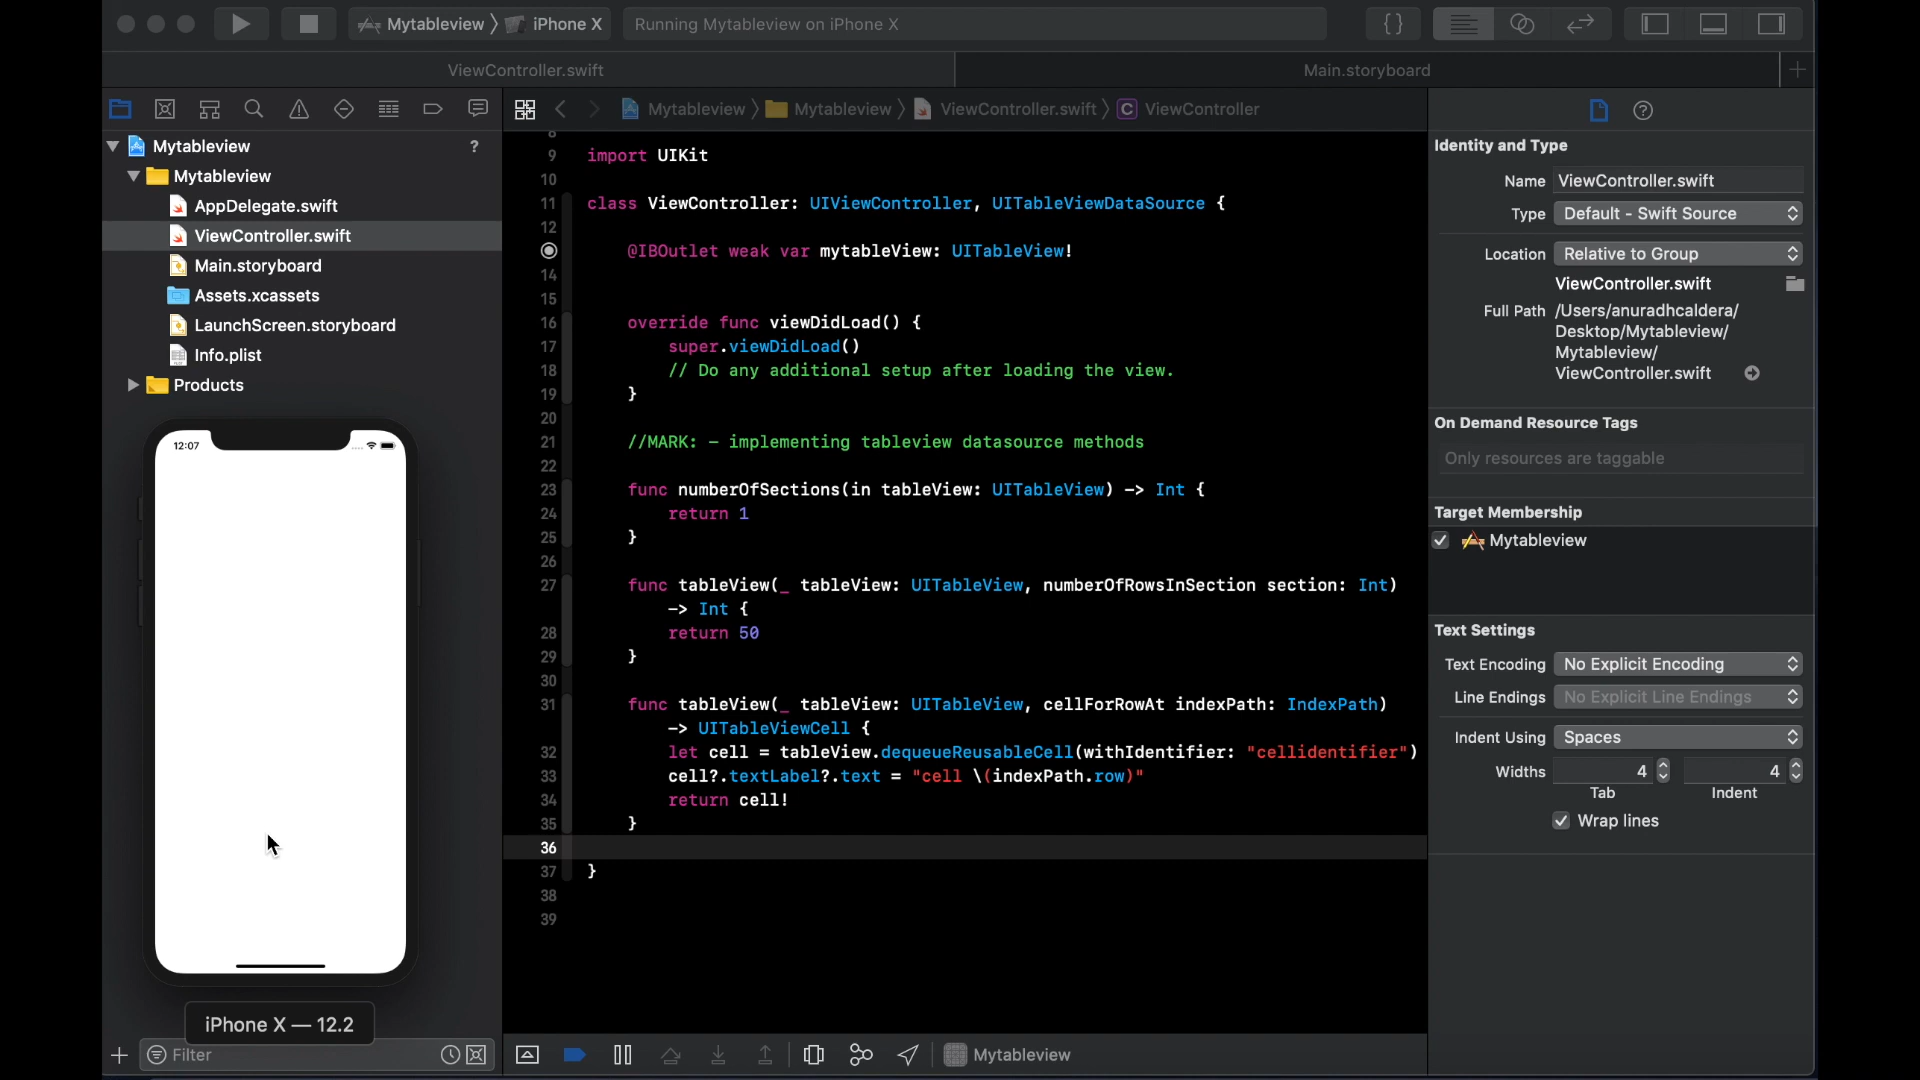 Mytableview iPhone X
Running Mytableview on iPhone X
{ }
ViewController.swift
Main.storyboard
Mytableview Mytableview ViewController.swift C ViewController
Mytableview ?
Mytableview
AppDelegate.swift
ViewController.swift
Main.storyboard
Assets.xcassets
LaunchScreen.storyboard
Info.plist
Products
12:07
iPhone X — 12.2
Filter
8
9 import UIKit
10
11 class ViewController: UIViewController, UITableViewDataSource {
12
@IBOutlet weak var mytableView: UITableView!
14
15
16 override func viewDidLoad() {
17 super.viewDidLoad()
18 // Do any additional setup after loading the view.
19 }
20
21 //MARK: - implementing tableview datasource methods
22
23 func numberOfSections(in tableView: UITableView) -> Int {
24 return 1
25 }
26
27 func tableView(_ tableView: UITableView, numberOfRowsInSection section: Int)
-> Int {
28 return 50
29 }
30
31 func tableView(_ tableView: UITableView, cellForRowAt indexPath: IndexPath)
-> UITableViewCell {
32 let cell = tableView.dequeueReusableCell(withIdentifier: "cellidentifier")
33 cell?.textLabel?.text = "cell \(indexPath.row)"
34 return cell!
35 }
36
37 }
38
39
Mytableview
Identity and Type
Name ViewController.swift
Type Default - Swift Source
Location Relative to Group
ViewController.swift
Full Path /Users/anuradhcaldera/
Desktop/Mytableview/
Mytableview/
ViewController.swift
On Demand Resource Tags
Only resources are taggable
Target Membership
Mytableview
Text Settings
Text Encoding No Explicit Encoding
Line Endings No Explicit Line Endings
Indent Using Spaces
Widths 4 4
Tab Indent
Wrap lines